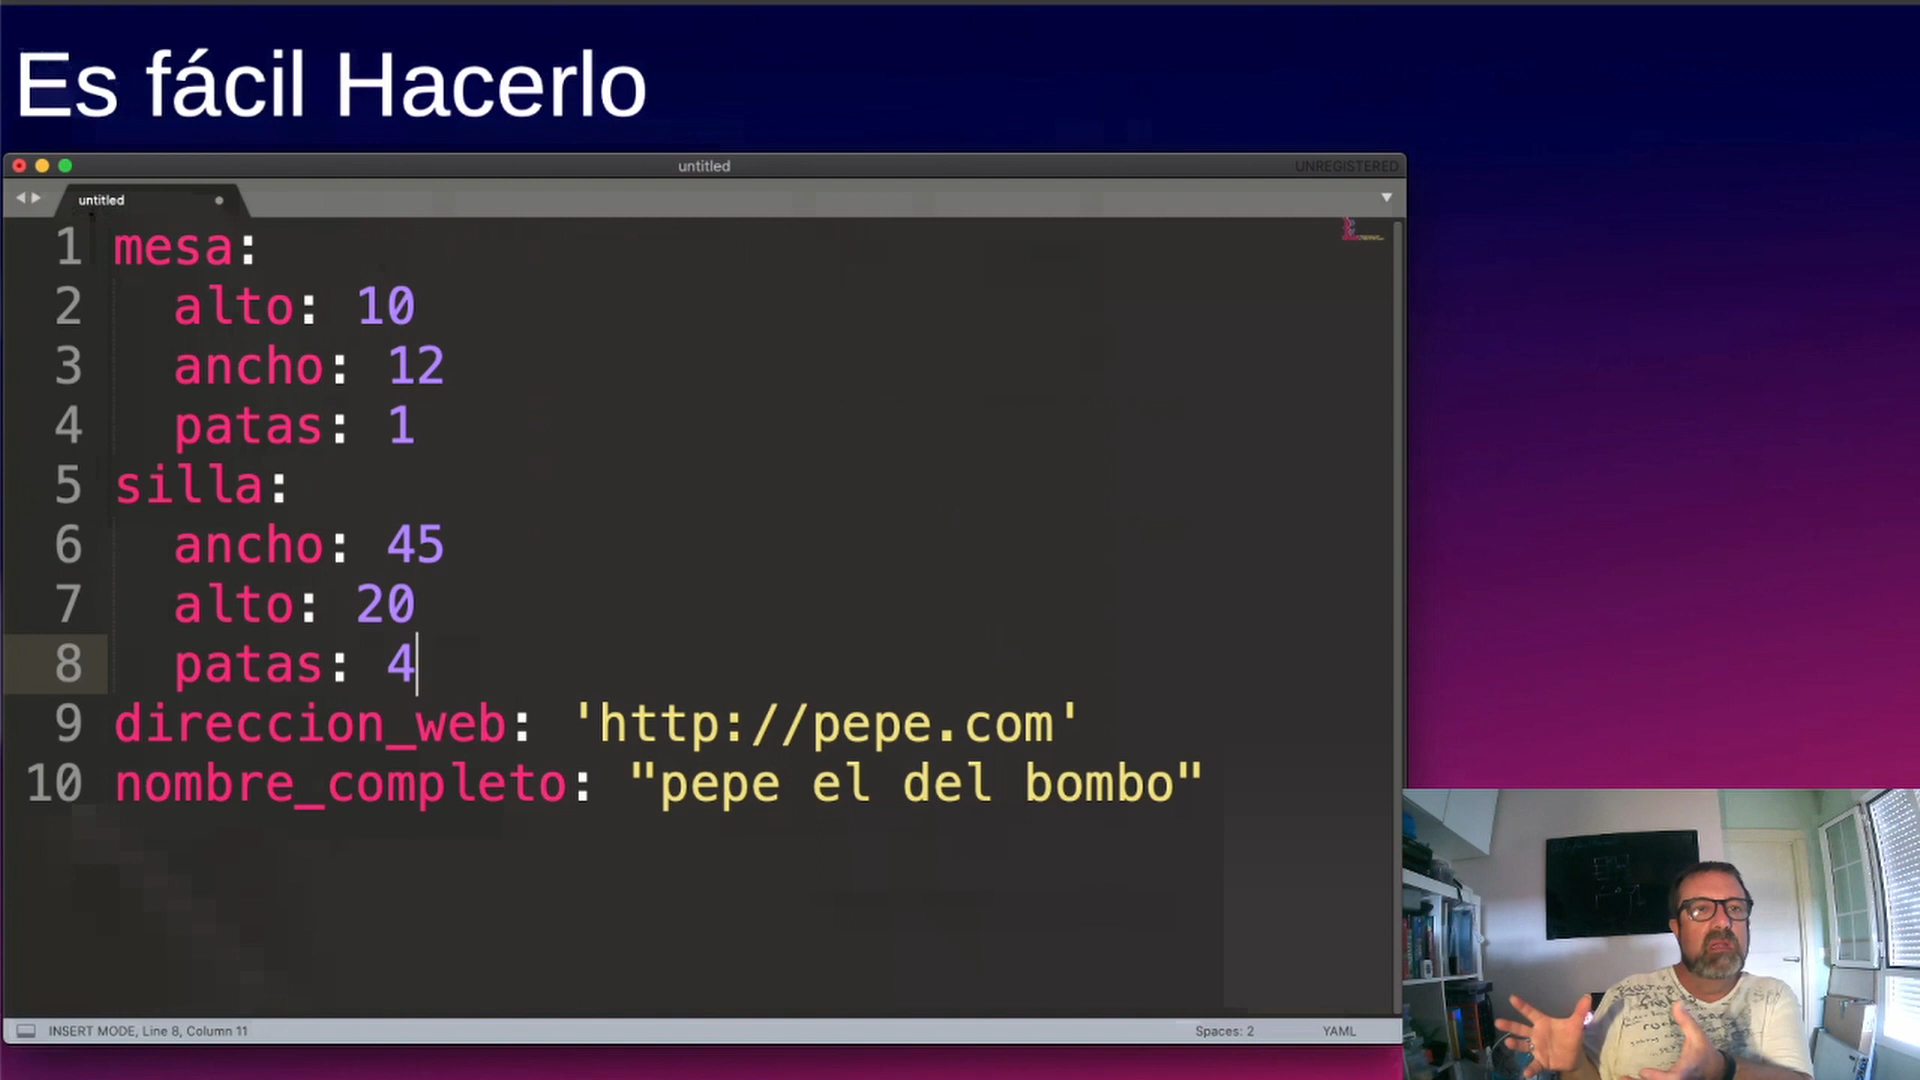 Es fácil Hacerlo
untitled
UNREGISTERED
untitled
1 mesa:
2   alto: 10
3   ancho: 12
4   patas: 1
5 silla:
6   ancho: 45
7   alto: 20
8   patas: 4
9 direccion_web: 'http://pepe.com'
10 nombre_completo: "pepe el del bombo"
INSERT MODE, Line 8, Column 11
Spaces: 2
YAML